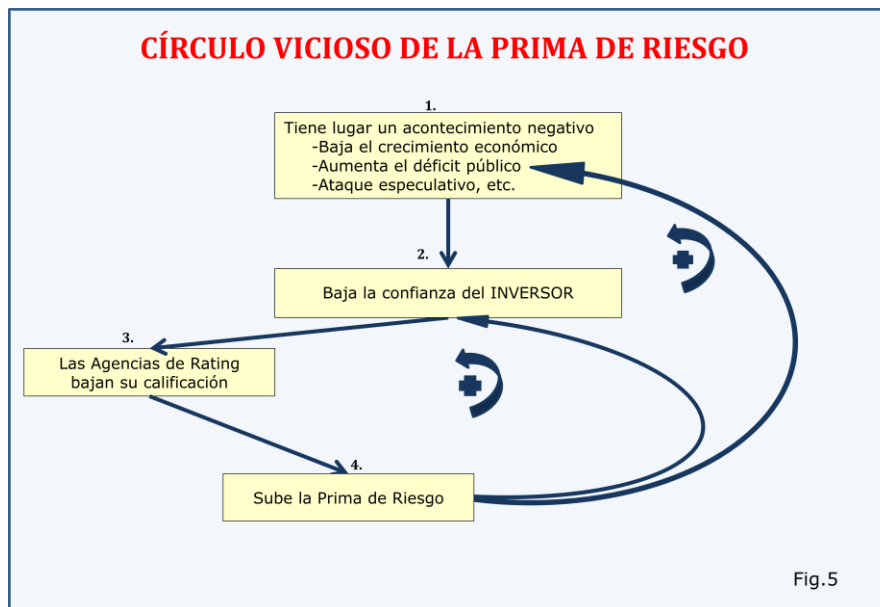 CÍRCULO VICIOSO DE LA PRIMA DE RIESGO
1.
Tiene lugar un acontecimiento negativo
-Baja el crecimiento económico
-Aumenta el déficit público
-Ataque especulativo, etc.
2.
Baja la confianza del INVERSOR
3.
Las Agencias de Rating
bajan su calificación
4.
Sube la Prima de Riesgo
Fig.5